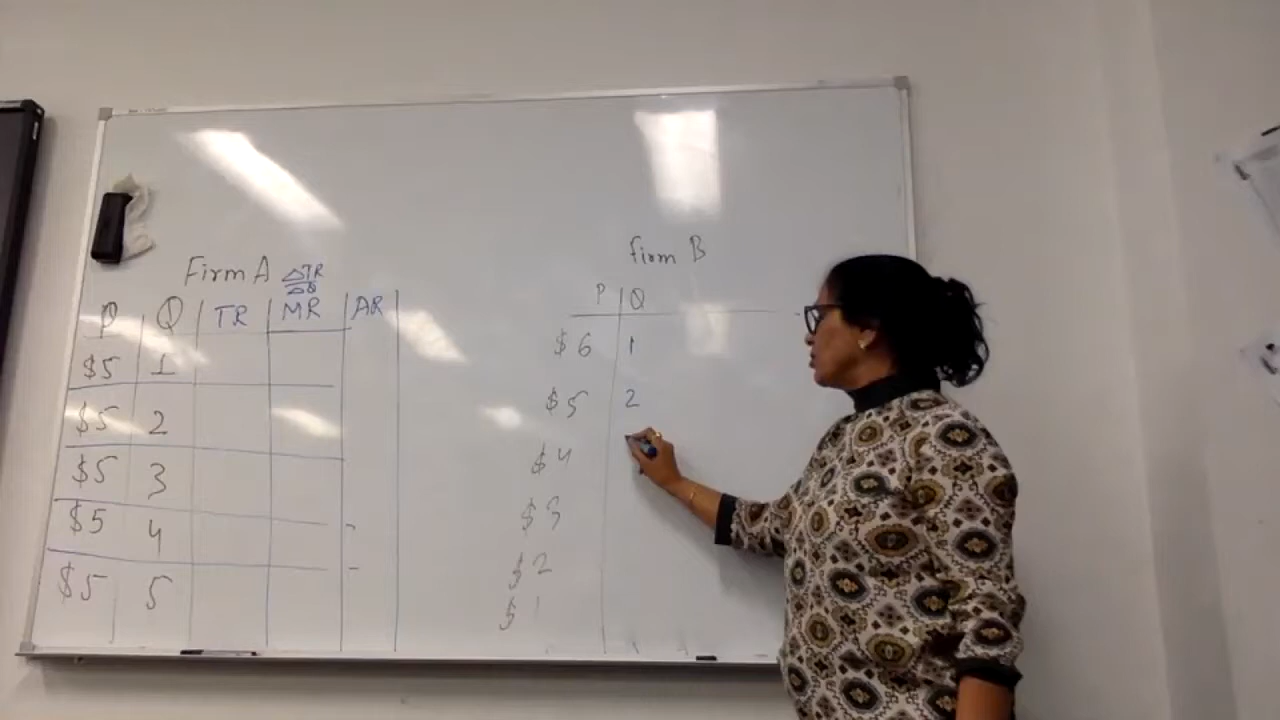 Firm A ΔTR/ΔQ
P Q TR MR AR
$5 1
$5 2
$5 3
$5 4
$5 5
firm B
P Q
$6 1
$5 2
$4
$3
$2
$1